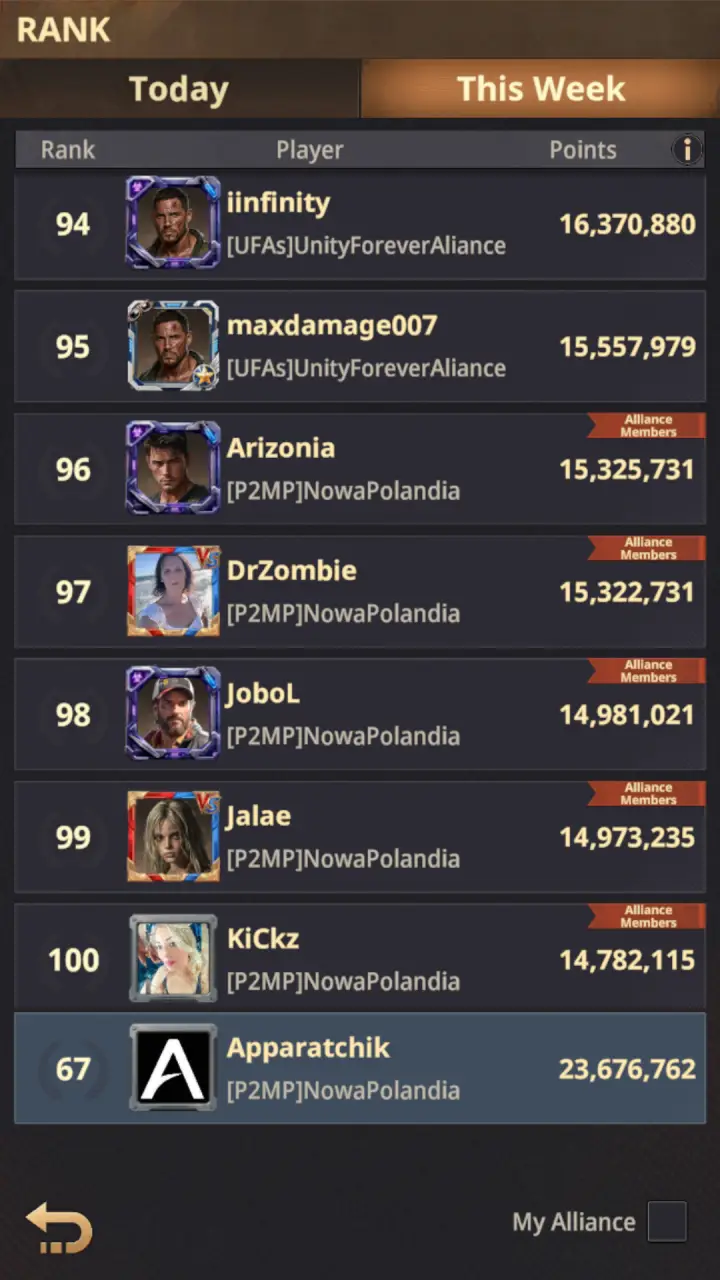 RANK
Today
This Week
Rank Player Points i
94 iinfinity 16,370,880
[UFAs]UnityForeverAlliance
95 maxdamage007 15,557,979
[UFAs]UnityForeverAlliance
Alliance
Members
96 Arizonia 15,325,731
[P2MP]NowaPolandia
Alliance
Members
97 DrZombie 15,322,731
[P2MP]NowaPolandia
Alliance
Members
98 JoboL 14,981,021
[P2MP]NowaPolandia
Alliance
Members
99 Jalae 14,973,235
[P2MP]NowaPolandia
Alliance
Members
100 KiCkz 14,782,115
[P2MP]NowaPolandia
67 A Apparatchik 23,676,762
[P2MP]NowaPolandia
My Alliance